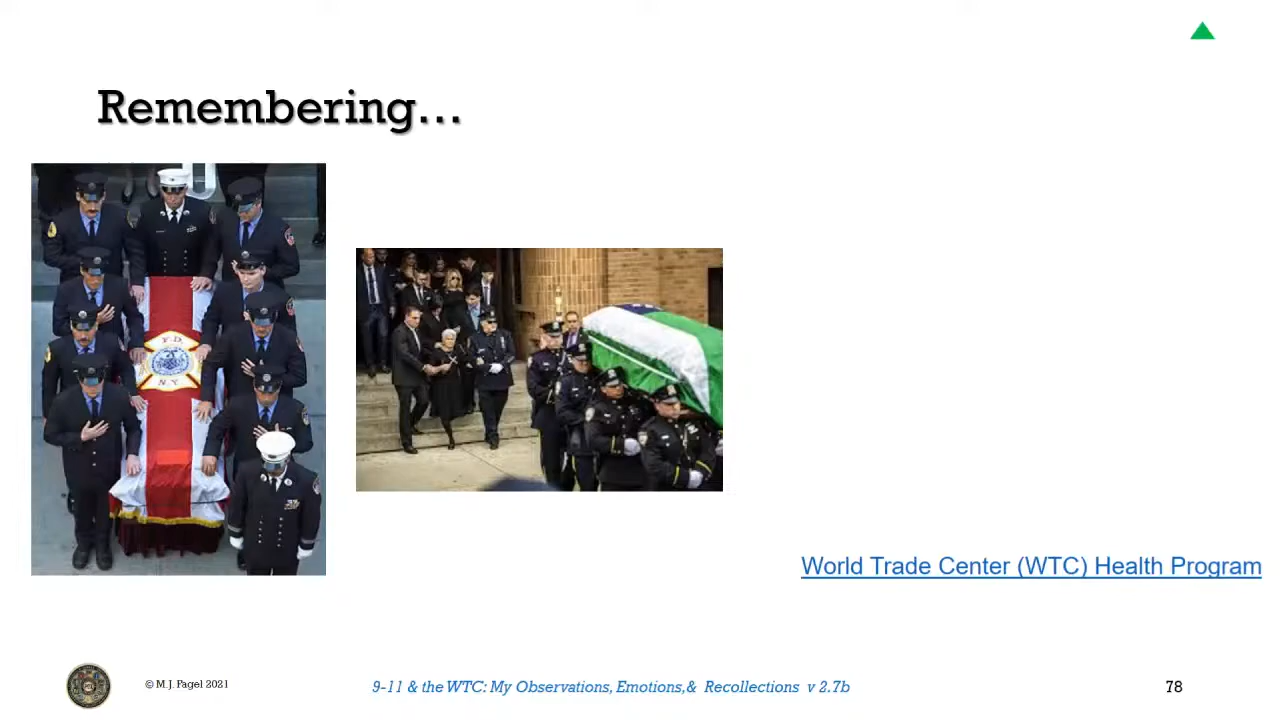 Remembering...
F.D.
N.Y.
World Trade Center (WTC) Health Program
© M.J. Fagel 2021
9-11 & the WTC: My Observations, Emotions,& Recollections v 2.7b
78